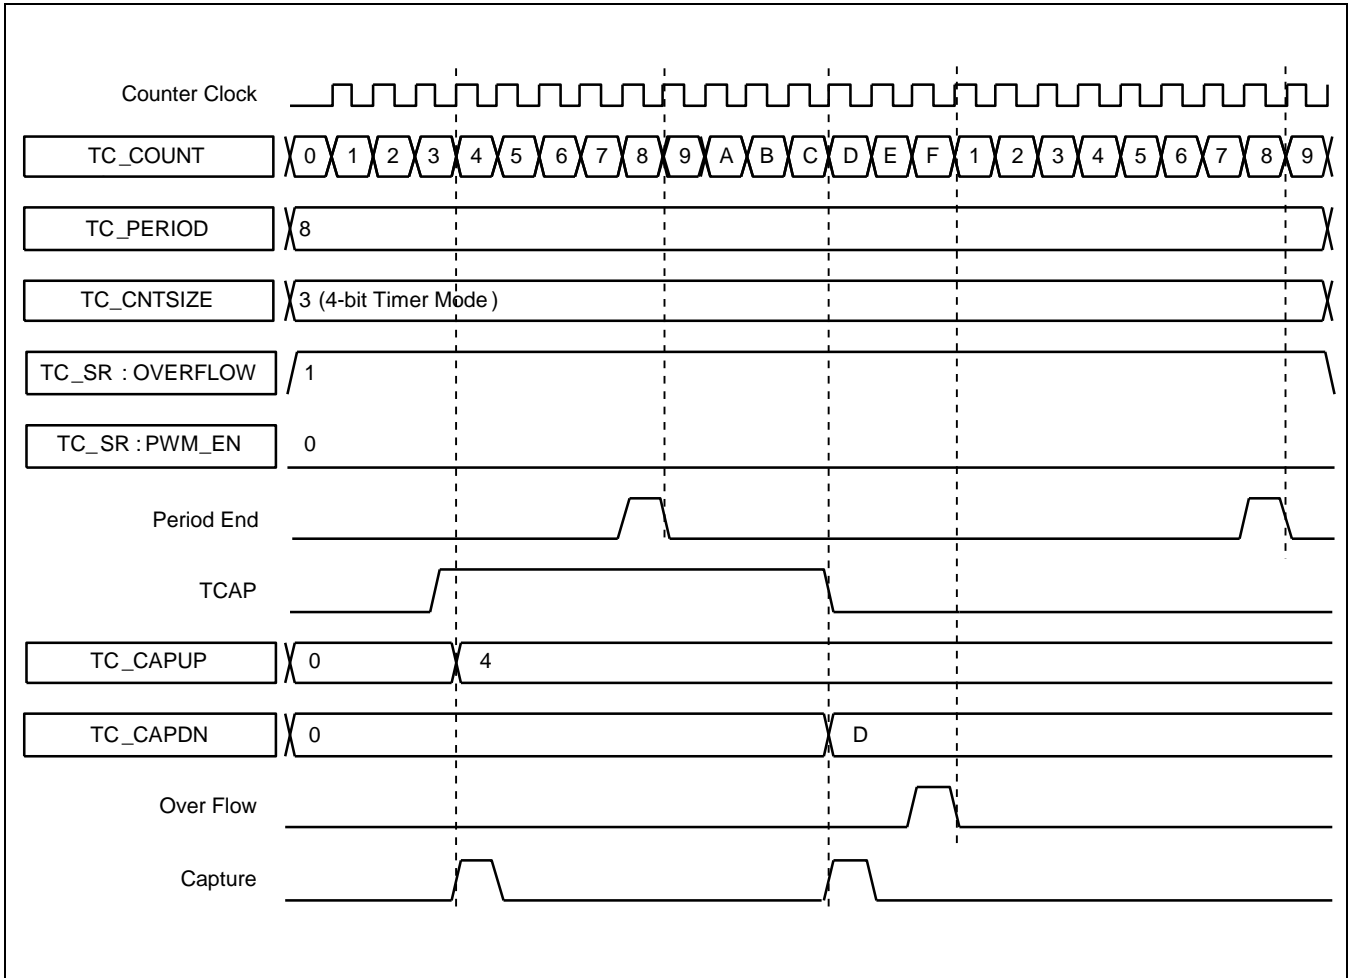 Counter Clock
TC_COUNT 0 1 2 3 4 5 6 7 8 9 A B C D E F 1 2 3 4 5 6 7 8 9
TC_PERIOD 8
TC_CNTSIZE 3 (4-bit Timer Mode)
TC_SR : OVERFLOW 1
TC_SR : PWM_EN 0
Period End
TCAP
TC_CAPUP 0 4
TC_CAPDN 0 D
Over Flow
Capture